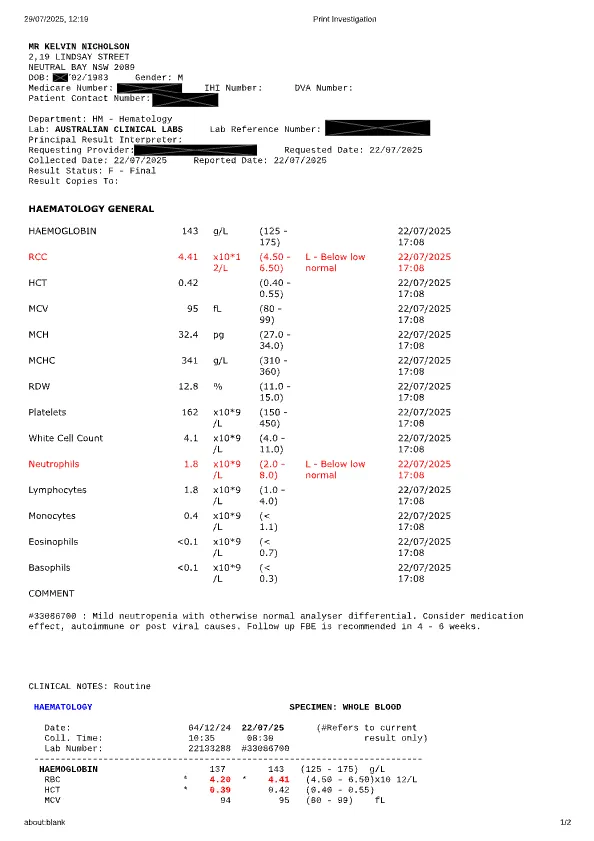 29/07/2025, 12:19 Print Investigation
MR KELVIN NICHOLSON
2,19 LINDSAY STREET
NEUTRAL BAY NSW 2089
DOB: /02/1983 Gender: M
Medicare Number: IHI Number: DVA Number:
Patient Contact Number:
Department: HM - Hematology
Lab: AUSTRALIAN CLINICAL LABS Lab Reference Number:
Principal Result Interpreter:
Requesting Provider: Requested Date: 22/07/2025
Collected Date: 22/07/2025 Reported Date: 22/07/2025
Result Status: F - Final
Result Copies To:
HAEMATOLOGY GENERAL
HAEMOGLOBIN 143 g/L (125 - 22/07/2025
175) 17:08
RCC 4.41 x10*1 (4.50 - L - Below low 22/07/2025
2/L 6.50) normal 17:08
HCT 0.42 (0.40 - 22/07/2025
0.55) 17:08
MCV 95 fL (80 - 22/07/2025
99) 17:08
MCH 32.4 pg (27.0 - 22/07/2025
34.0) 17:08
MCHC 341 g/L (310 - 22/07/2025
360) 17:08
RDW 12.8 % (11.0 - 22/07/2025
15.0) 17:08
Platelets 162 x10*9 (150 - 22/07/2025
/L 450) 17:08
White Cell Count 4.1 x10*9 (4.0 - 22/07/2025
/L 11.0) 17:08
Neutrophils 1.8 x10*9 (2.0 - L - Below low 22/07/2025
/L 8.0) normal 17:08
Lymphocytes 1.8 x10*9 (1.0 - 22/07/2025
/L 4.0) 17:08
Monocytes 0.4 x10*9 (< 22/07/2025
/L 1.1) 17:08
Eosinophils <0.1 x10*9 (< 22/07/2025
/L 0.7) 17:08
Basophils <0.1 x10*9 (< 22/07/2025
/L 0.3) 17:08
COMMENT
#33086700 : Mild neutropenia with otherwise normal analyser differential. Consider medication
effect, autoimmune or post viral causes. Follow up FBE is recommended in 4 - 6 weeks.
CLINICAL NOTES: Routine
HAEMATOLOGY SPECIMEN: WHOLE BLOOD
Date: 04/12/24 22/07/25 (#Refers to current
Coll. Time: 10:35 08:30 result only)
Lab Number: 22133288 #33086700
--------------------------------------------------------------------------
HAEMOGLOBIN 137 143 (125 - 175) g/L
RBC * 4.20 * 4.41 (4.50 - 6.50)x10 12/L
HCT * 0.39 0.42 (0.40 - 0.55)
MCV 94 95 (80 - 99) fL
about:blank 1/2